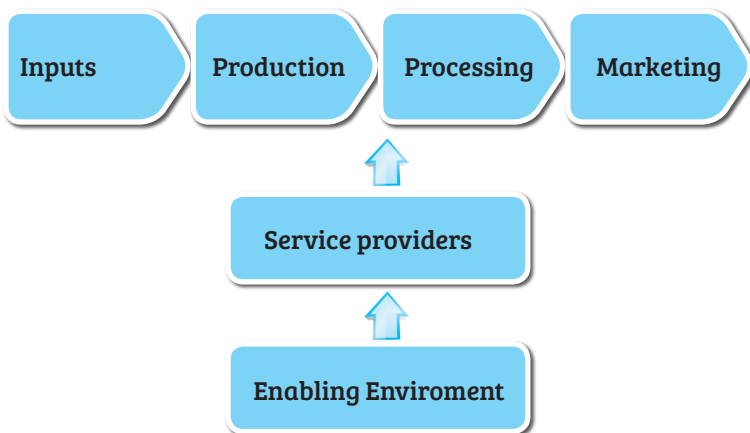 Inputs
Production
Processing
Marketing
Service providers
Enabling Enviroment